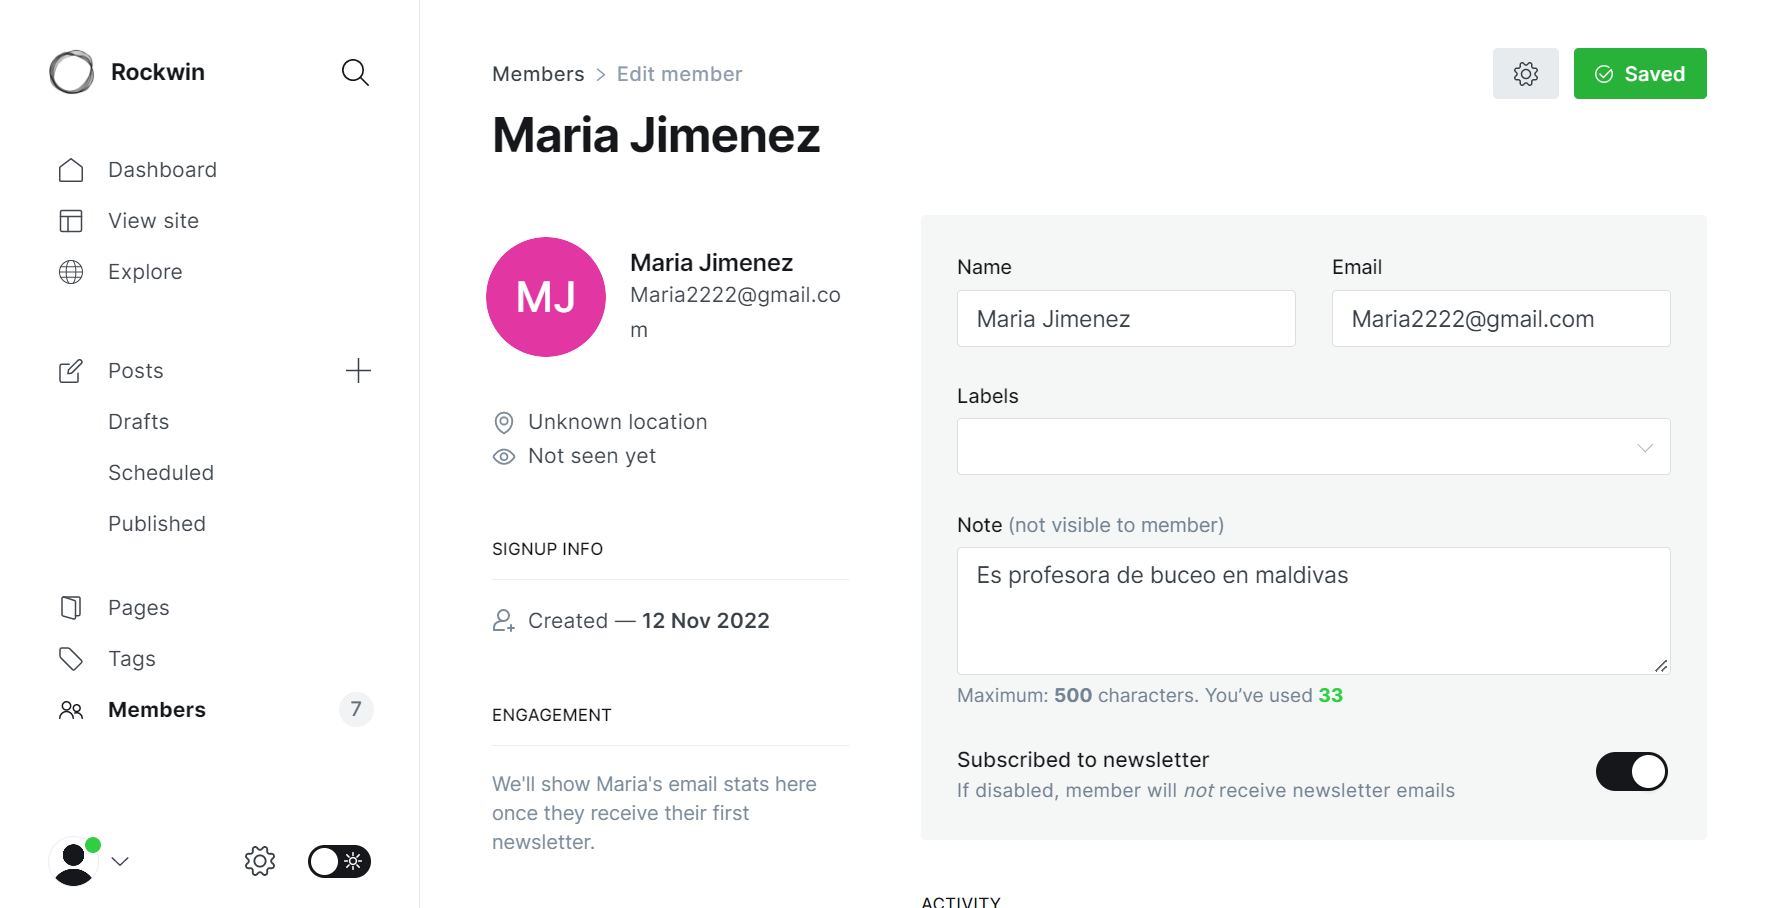 Rockwin
Dashboard
View site
Explore
Posts
Drafts
Scheduled
Published
Pages
Tags
Members
7
Members > Edit member
Saved
Maria Jimenez
MJ
Maria Jimenez
Maria2222@gmail.co
m
Unknown location
Not seen yet
SIGNUP INFO
Created — 12 Nov 2022
ENGAGEMENT
We'll show Maria's email stats here
once they receive their first
newsletter.
Name
Maria Jimenez
Email
Maria2222@gmail.com
Labels
Note (not visible to member)
Es profesora de buceo en maldivas
Maximum: 500 characters. You’ve used 33
Subscribed to newsletter
If disabled, member will not receive newsletter emails
ACTIVITY